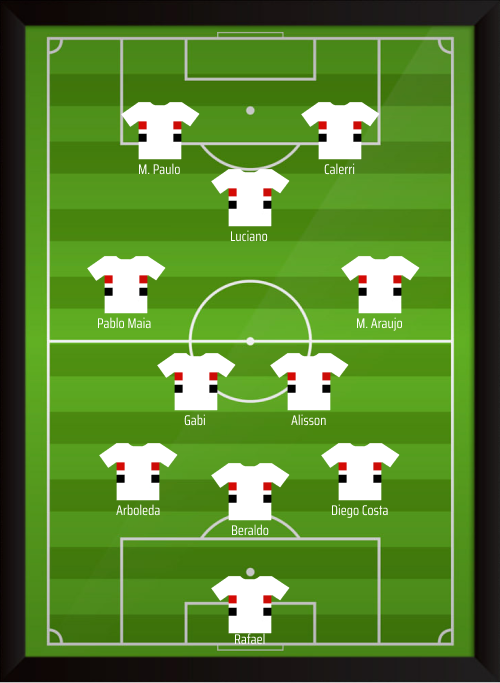 M. Paulo
Calerri
Luciano
Pablo Maia
M. Araujo
Gabi
Alisson
Arboleda
Diego Costa
Beraldo
Rafael